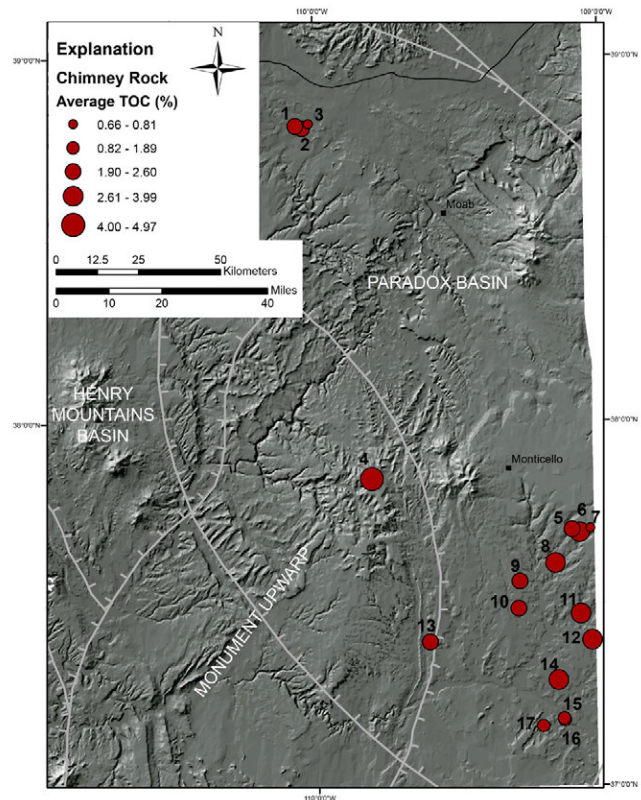 110°0'0"W
109°0'0"W
39°0'0"N
39°0'0"N
Explanation
N
Chimney Rock
Average TOC (%)
0.66 - 0.81
0.82 - 1.89
1.90 - 2.60
2.61 - 3.99
4.00 - 4.97
0 12.5 25 50
Kilometers
Miles
0 10 20 40
1
3
2
Moab
PARADOX BASIN
HENRY
MOUNTAINS
BASIN
38°0'0"N
38°0'0"N
Monticello
4
5
6
7
8
9
10
11
12
13
MONUMENT UPWARP
14
15
17
16
37°0'0"N
110°0'0"W